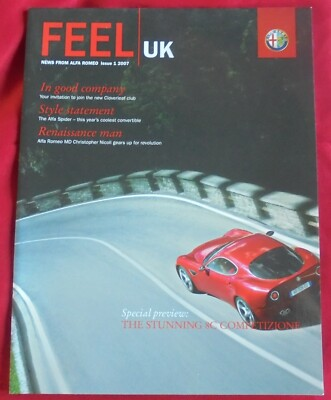 FEEL UK
NEWS FROM ALFA ROMEO Issue 1 2007
In good company
Your invitation to join the new Cloverleaf club
Style statement
The Alfa Spider – this year's coolest convertible
Renaissance man
Alfa Romeo MD Christopher Nicoll gears up for revolution
Special preview:
THE STUNNING 8C COMPETIZIONE